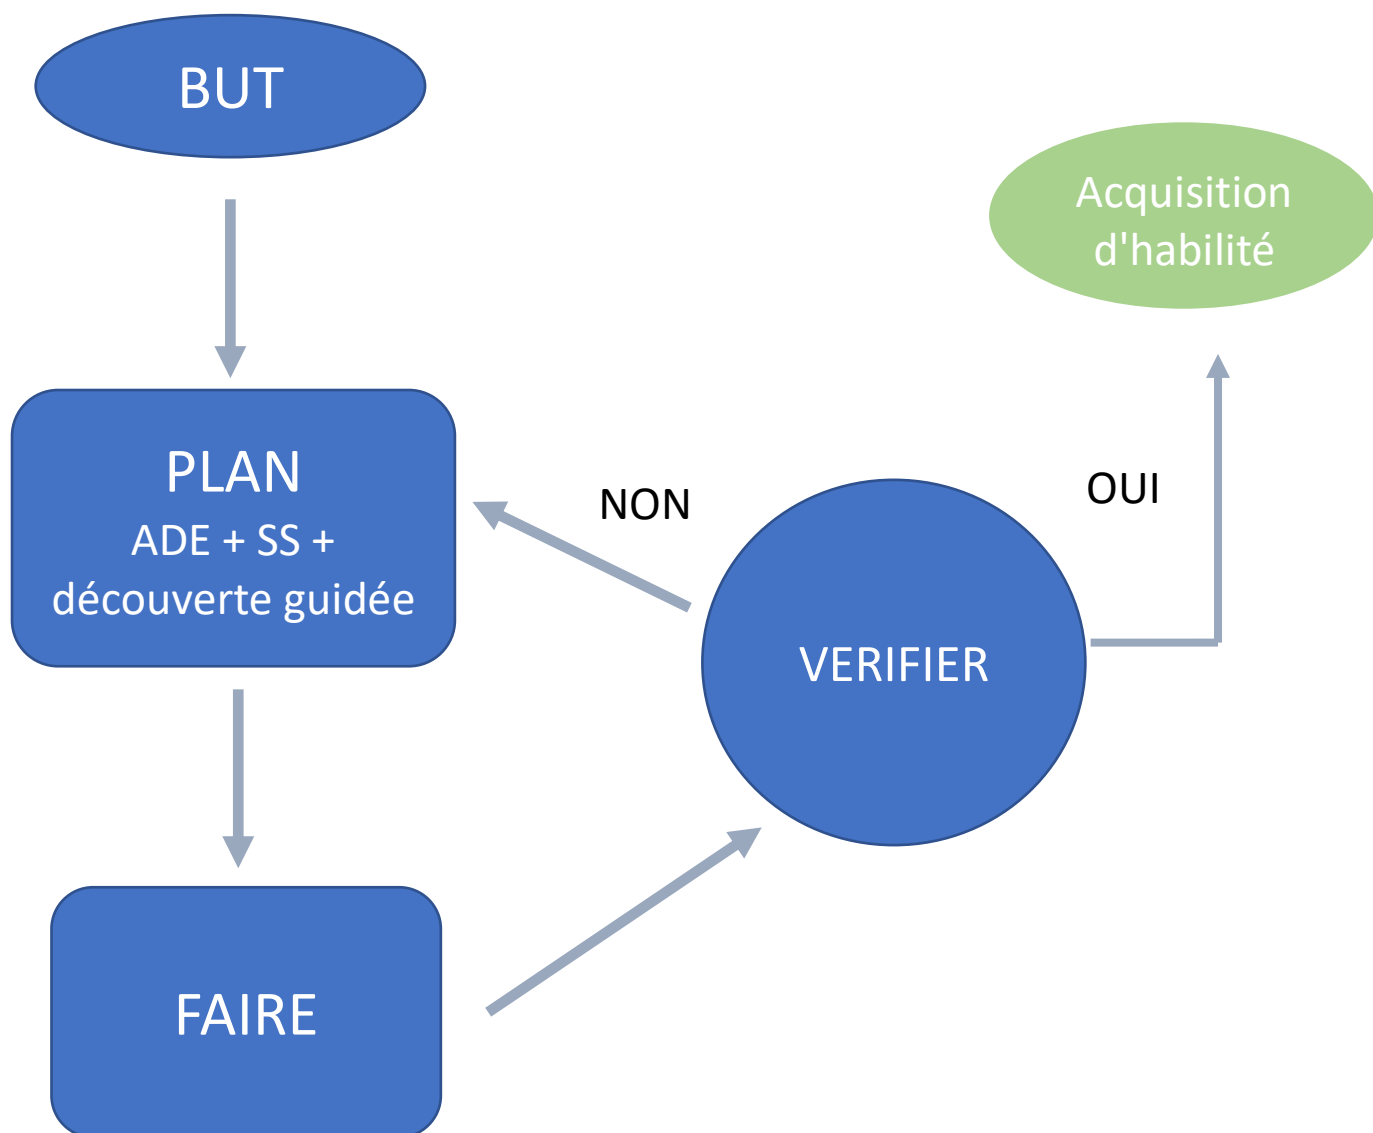 BUT
Acquisition
d'habilité
PLAN
ADE + SS +
découverte guidée
NON
OUI
VERIFIER
FAIRE